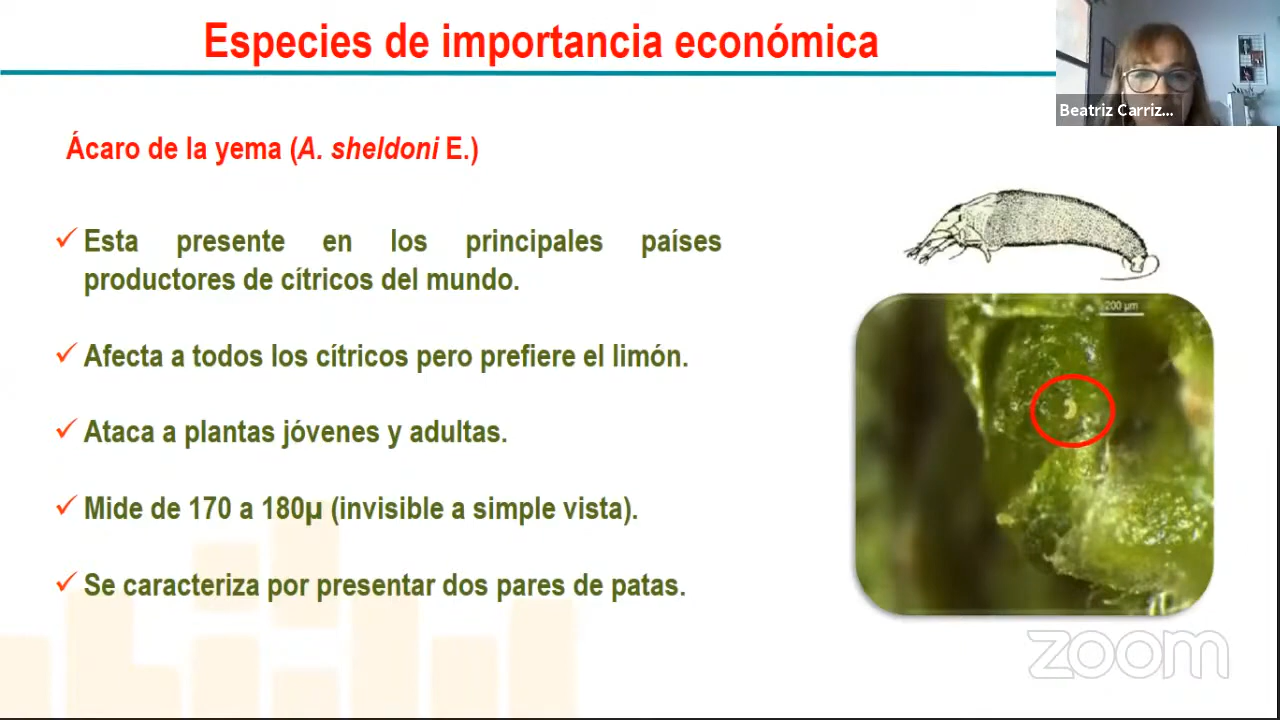 Especies de importancia económica
Beatriz Carriz...
Ácaro de la yema (A. sheldoni E.)
Esta presente en los principales países
productores de cítricos del mundo.
Afecta a todos los cítricos pero prefiere el limón.
Ataca a plantas jóvenes y adultas.
Mide de 170 a 180µ (invisible a simple vista).
Se caracteriza por presentar dos pares de patas.
200 µm
zoom